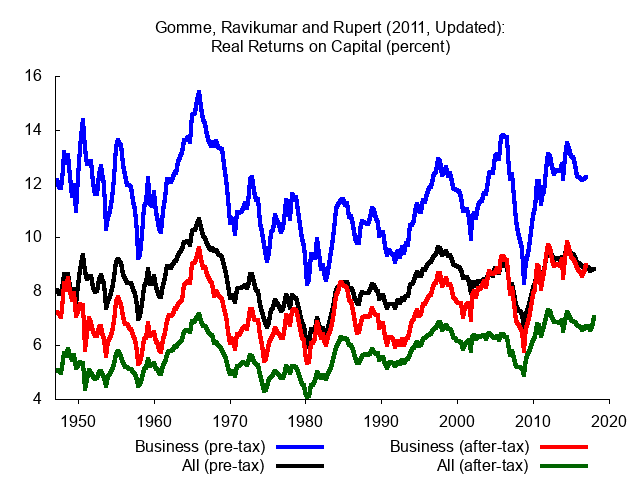 Gomme, Ravikumar and Rupert (2011, Updated):
Real Returns on Capital (percent)
16
14
12
10
8
6
4
1950 1960 1970 1980 1990 2000 2010 2020
Business (pre-tax) Business (after-tax)
All (pre-tax) All (after-tax)